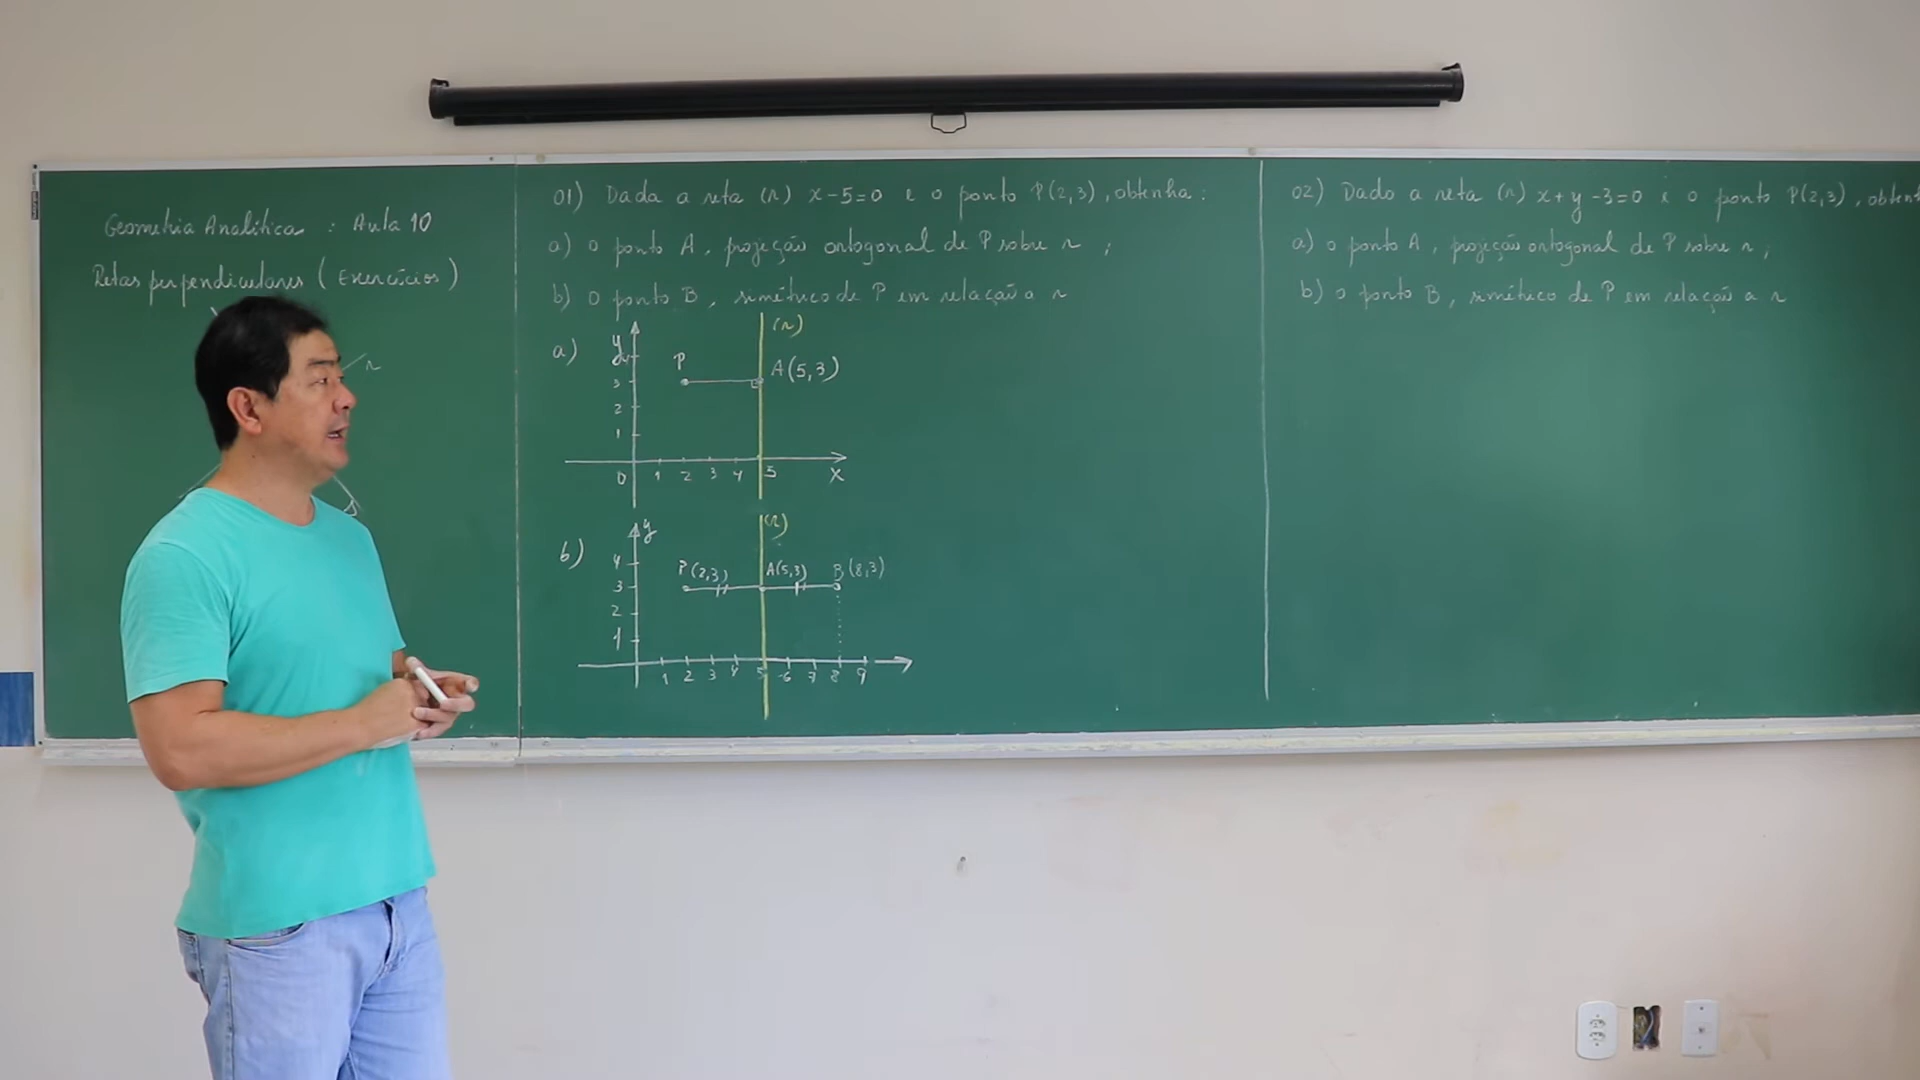 Geometria Analítica : Aula 10
Retas perpendiculares (Exercícios)
r
01) Dada a reta (r) x-5=0 e o ponto P(2,3), obtenha:
a) o ponto A, projeção ortogonal de P sobre r;
b) o ponto B, simétrico de P em relação a r
a)
y
(r)
4
P
A(5,3)
3
2
1
0 1 2 3 4 5 x
b)
y
(r)
4
P(2,3) A(5,3) B(8,3)
3
2
1
1 2 3 4 5 6 7 8 9
02) Dado a reta (r) x+y-3=0 e o ponto P(2,3), obtenh
a) o ponto A, projeção ortogonal de P sobre r;
b) o ponto B, simétrico de P em relação a r